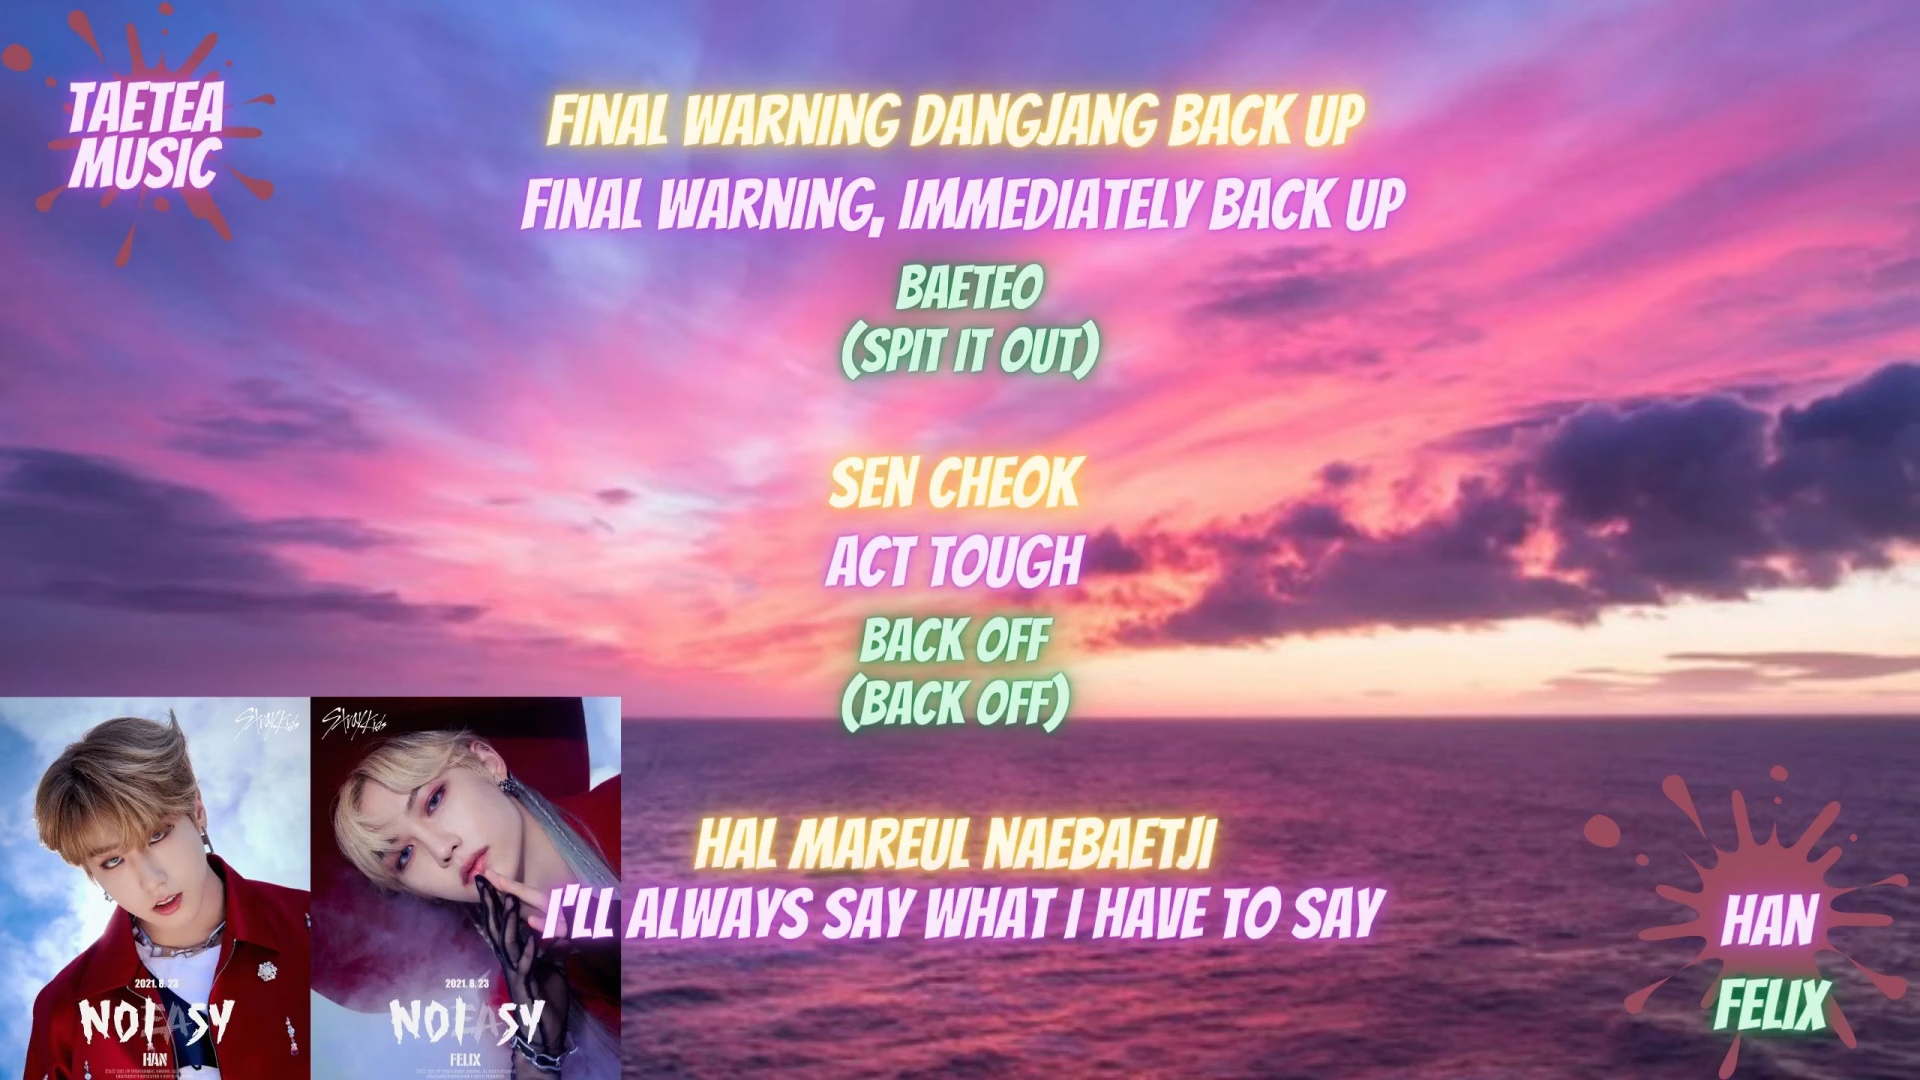 TAETEA
MUSIC
FINAL WARNING DANGJANG BACK UP
FINAL WARNING, IMMEDIATELY BACK UP
BAETEO
(SPIT IT OUT)
SEN CHEOK
ACT TOUGH
BACK OFF
(BACK OFF)
HAL MAREUL NAEBAETJI
I'LL ALWAYS SAY WHAT I HAVE TO SAY
StrayKids
StrayKids
2021. 8. 23
NOEASY
HAN
2021. 8. 23
NOEASY
FELIX
HAN
FELIX